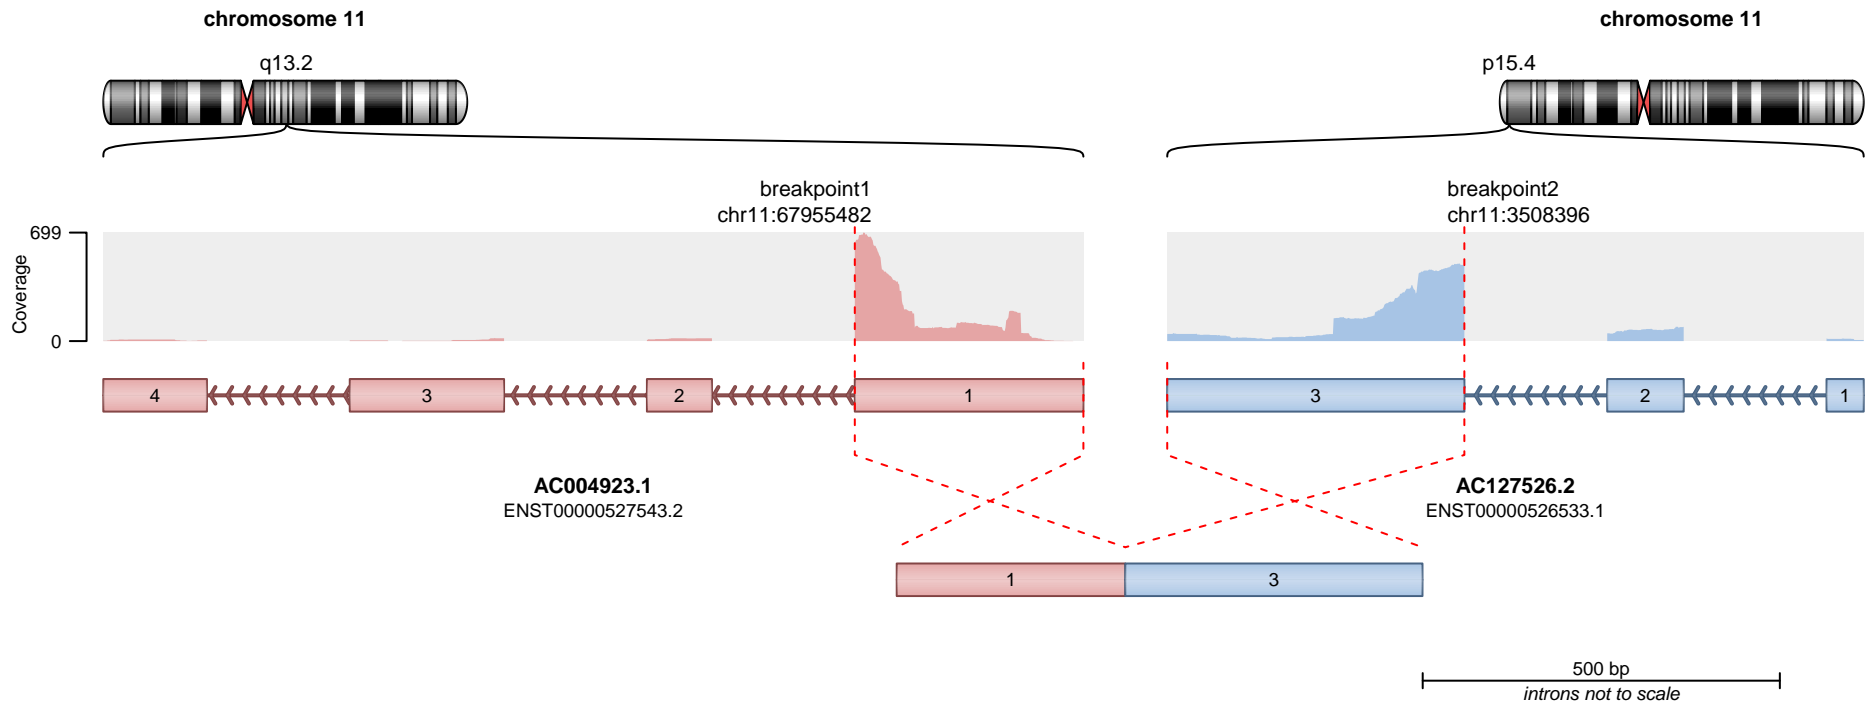 chromosome 11
chromosome 11
q13.2
p15.4
breakpoint1
chr11:67955482
breakpoint2
chr11:3508396
699
0
Coverage
4
3
2
1
3
2
1
AC004923.1
ENST00000527543.2
AC127526.2
ENST00000526533.1
1
3
500 bp
introns not to scale